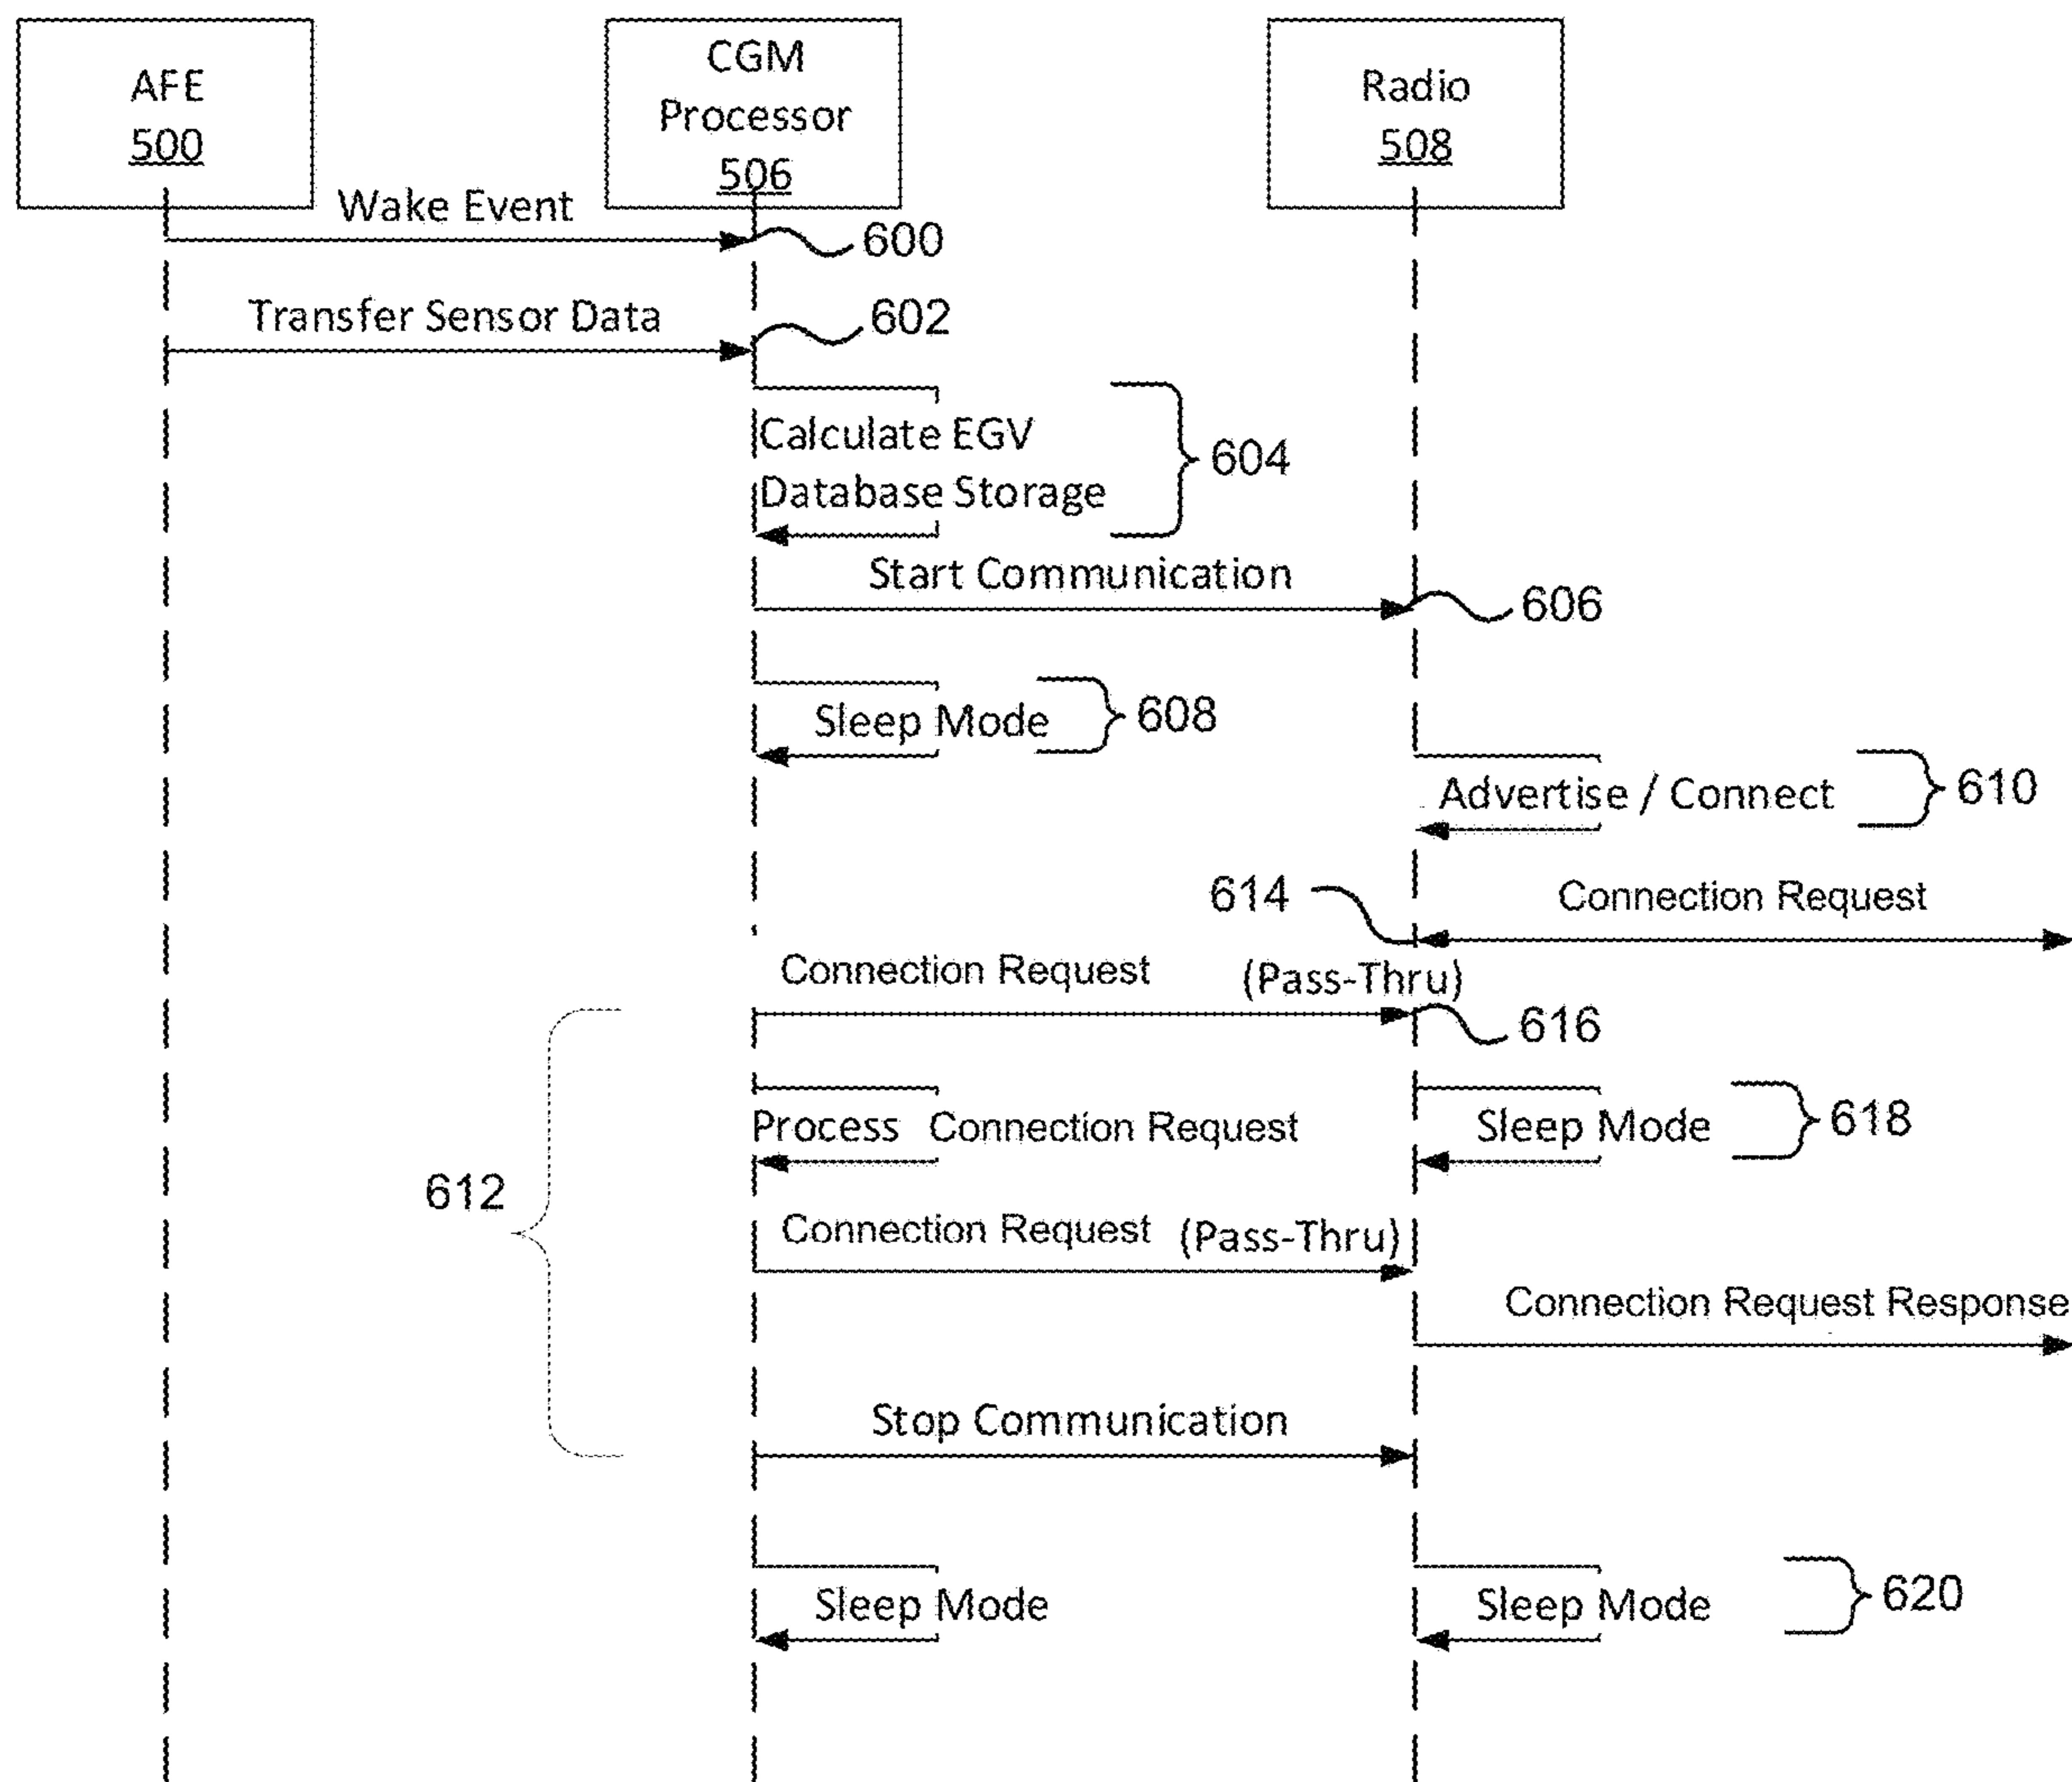 AFE
500
CGM
Processor
506
Radio
508
Wake Event
600
Transfer Sensor Data
602
Calculate EGV
Database Storage
604
Start Communication
606
Sleep Mode
608
Advertise / Connect
610
614
Connection Request
Connection Request (Pass-Thru)
616
Process Connection Request
Sleep Mode
618
612
Connection Request (Pass-Thru)
Connection Request Response
Stop Communication
Sleep Mode
Sleep Mode
620